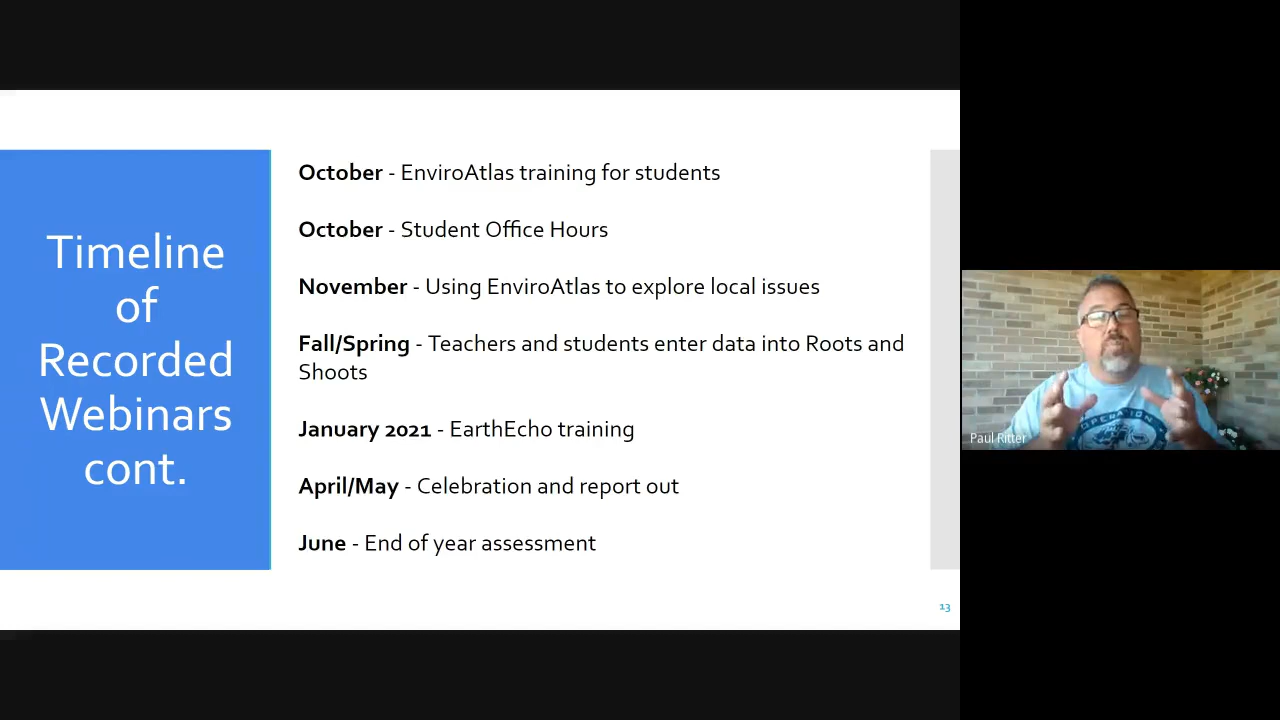 Timeline
of
Recorded
Webinars
cont.
October - EnviroAtlas training for students
October - Student Office Hours
November - Using EnviroAtlas to explore local issues
Fall/Spring - Teachers and students enter data into Roots and
Shoots
January 2021 - EarthEcho training
April/May - Celebration and report out
June - End of year assessment
13
OPERATION
Paul Ritter